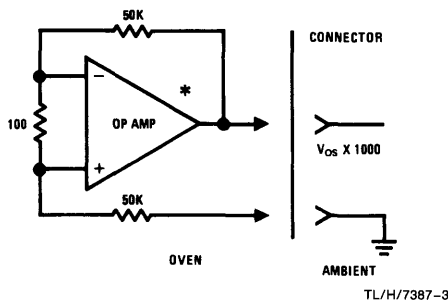 50K
CONNECTOR
−
*
100
OP AMP
+
V_OS X 1000
50K
OVEN
AMBIENT
TL/H/7387-3